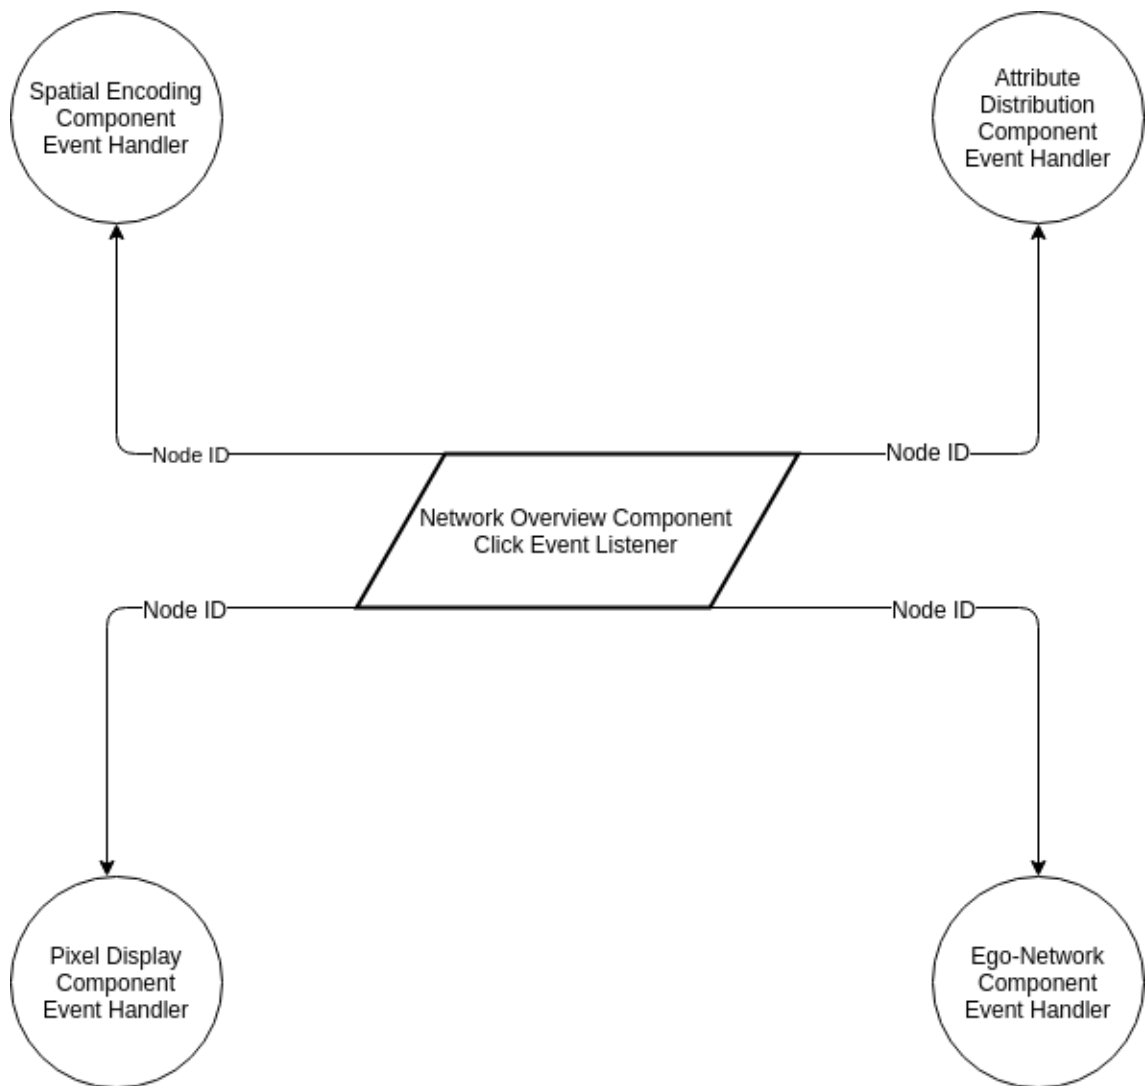 Spatial Encoding
Component
Event Handler
Attribute
Distribution
Component
Event Handler
Node ID
Node ID
Network Overview Component
Click Event Listener
Node ID
Node ID
Pixel Display
Component
Event Handler
Ego-Network
Component
Event Handler